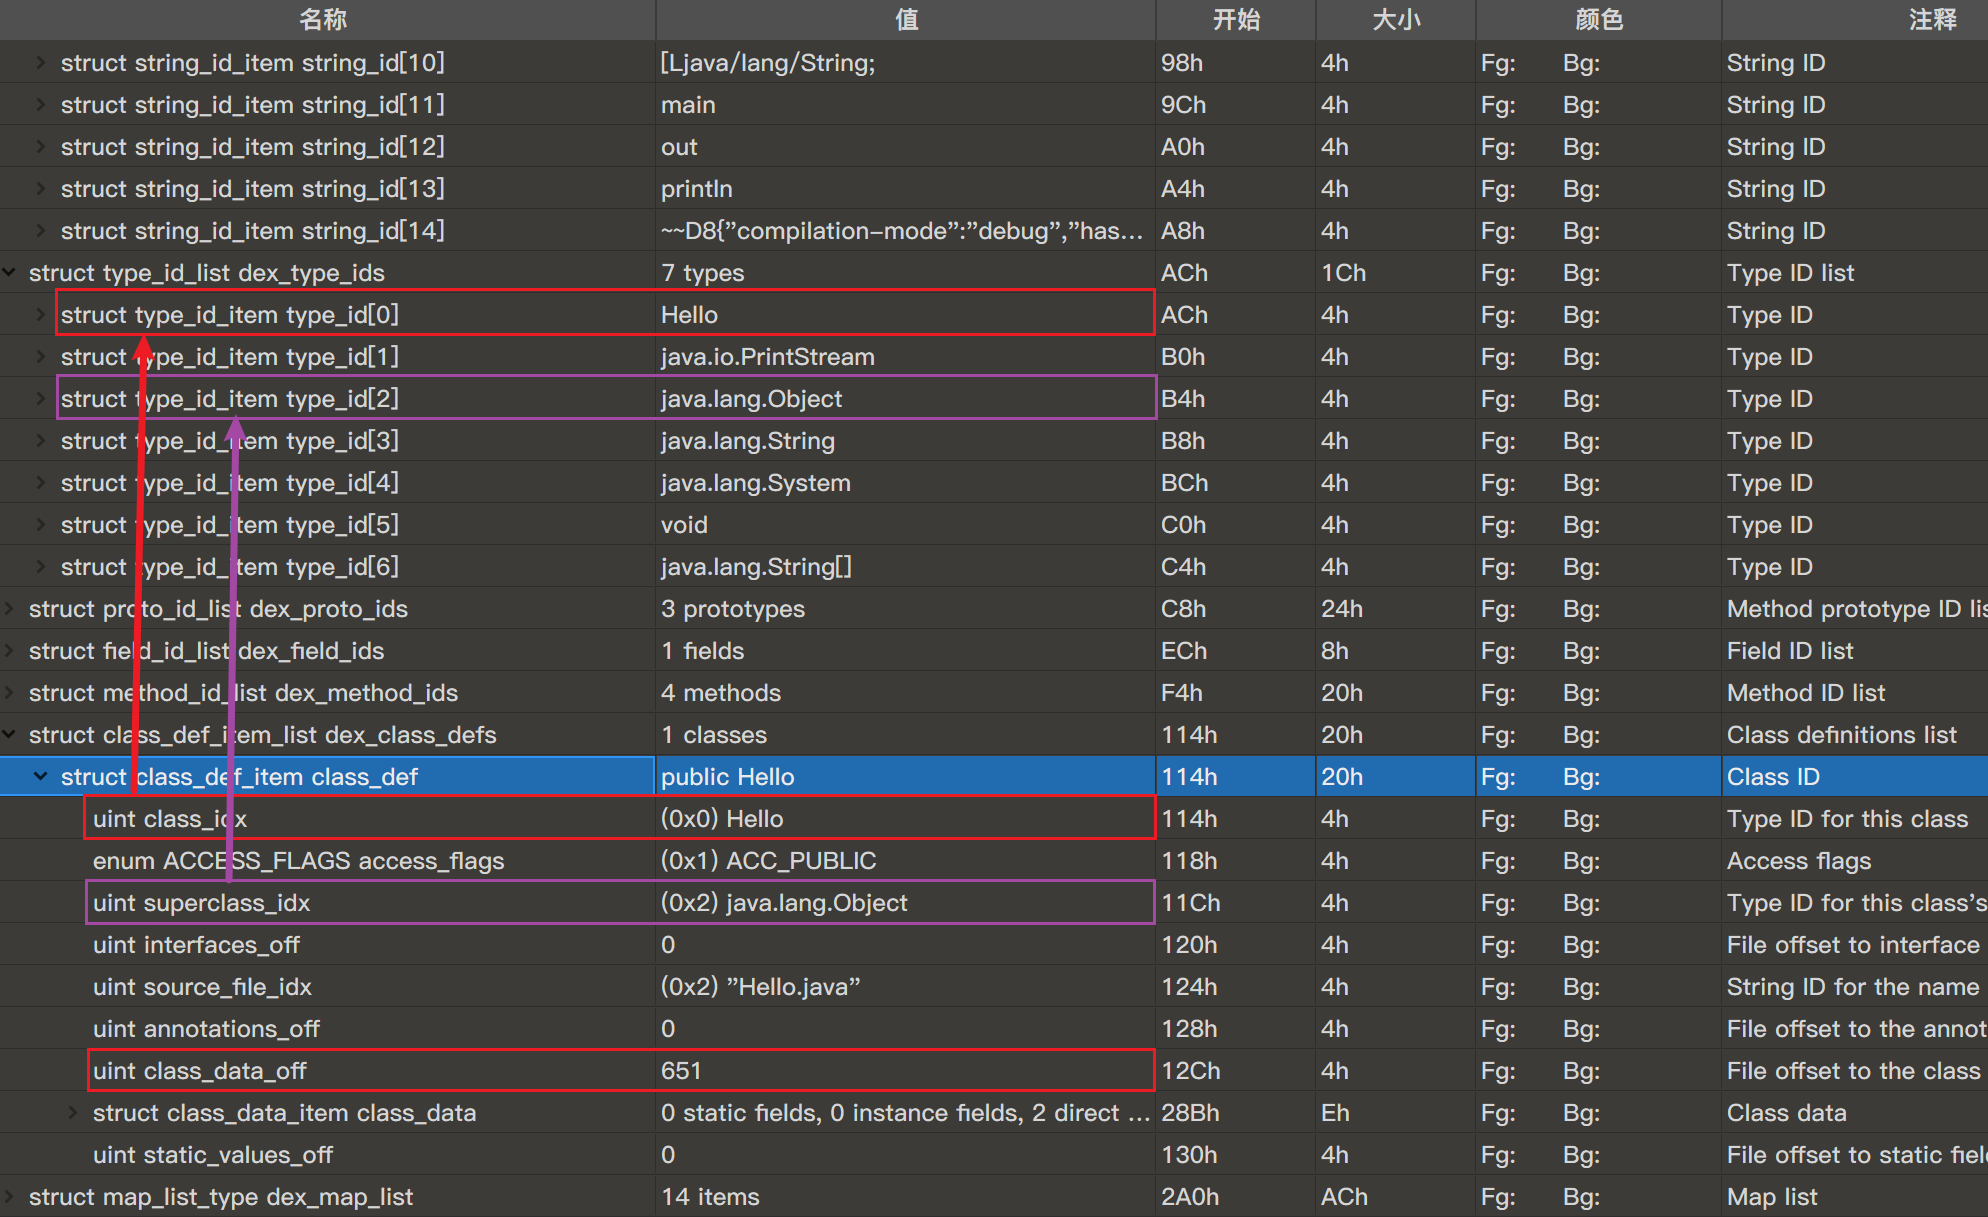 名称 值 开始 大小 颜色 注释
struct string_id_item string_id[10] [Ljava/lang/String; 98h 4h Fg: Bg: String ID
struct string_id_item string_id[11] main 9Ch 4h Fg: Bg: String ID
struct string_id_item string_id[12] out A0h 4h Fg: Bg: String ID
struct string_id_item string_id[13] println A4h 4h Fg: Bg: String ID
struct string_id_item string_id[14] ~~D8{"compilation-mode":"debug","has... A8h 4h Fg: Bg: String ID
struct type_id_list dex_type_ids 7 types ACh 1Ch Fg: Bg: Type ID list
struct type_id_item type_id[0] Hello ACh 4h Fg: Bg: Type ID
struct type_id_item type_id[1] java.io.PrintStream B0h 4h Fg: Bg: Type ID
struct type_id_item type_id[2] java.lang.Object B4h 4h Fg: Bg: Type ID
struct type_id_item type_id[3] java.lang.String B8h 4h Fg: Bg: Type ID
struct type_id_item type_id[4] java.lang.System BCh 4h Fg: Bg: Type ID
struct type_id_item type_id[5] void C0h 4h Fg: Bg: Type ID
struct type_id_item type_id[6] java.lang.String[] C4h 4h Fg: Bg: Type ID
struct proto_id_list dex_proto_ids 3 prototypes C8h 24h Fg: Bg: Method prototype ID lis
struct field_id_list dex_field_ids 1 fields ECh 8h Fg: Bg: Field ID list
struct method_id_list dex_method_ids 4 methods F4h 20h Fg: Bg: Method ID list
struct class_def_item_list dex_class_defs 1 classes 114h 20h Fg: Bg: Class definitions list
struct class_def_item class_def public Hello 114h 20h Fg: Bg: Class ID
uint class_idx (0x0) Hello 114h 4h Fg: Bg: Type ID for this class
enum ACCESS_FLAGS access_flags (0x1) ACC_PUBLIC 118h 4h Fg: Bg: Access flags
uint superclass_idx (0x2) java.lang.Object 11Ch 4h Fg: Bg: Type ID for this class's
uint interfaces_off 0 120h 4h Fg: Bg: File offset to interface
uint source_file_idx (0x2) "Hello.java" 124h 4h Fg: Bg: String ID for the name
uint annotations_off 0 128h 4h Fg: Bg: File offset to the annot
uint class_data_off 651 12Ch 4h Fg: Bg: File offset to the class
struct class_data_item class_data 0 static fields, 0 instance fields, 2 direct ... 28Bh Eh Fg: Bg: Class data
uint static_values_off 0 130h 4h Fg: Bg: File offset to static fiel
struct map_list_type dex_map_list 14 items 2A0h ACh Fg: Bg: Map list